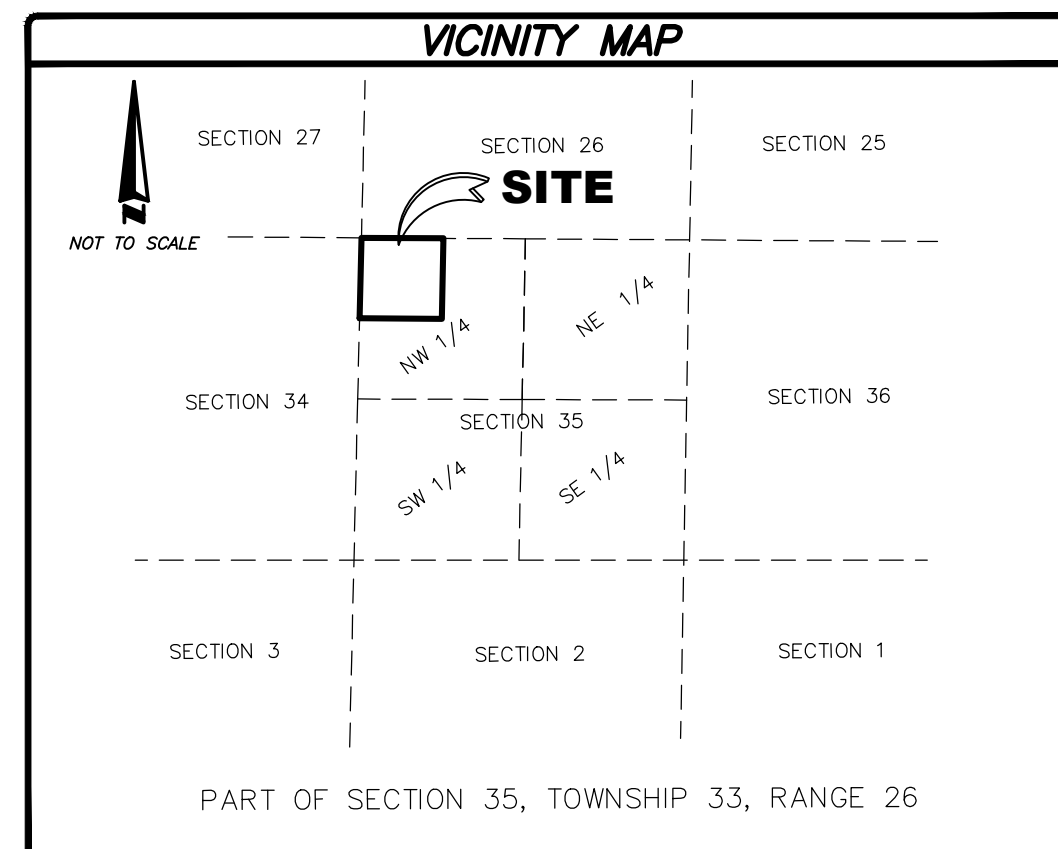 VICINITY MAP
SECTION 27
SECTION 26
SECTION 25
SITE
N
NOT TO SCALE
NE 1/4
NW 1/4
SECTION 34
SECTION 36
SECTION 35
SW 1/4
SE 1/4
SECTION 3
SECTION 2
SECTION 1
PART OF SECTION 35, TOWNSHIP 33, RANGE 26